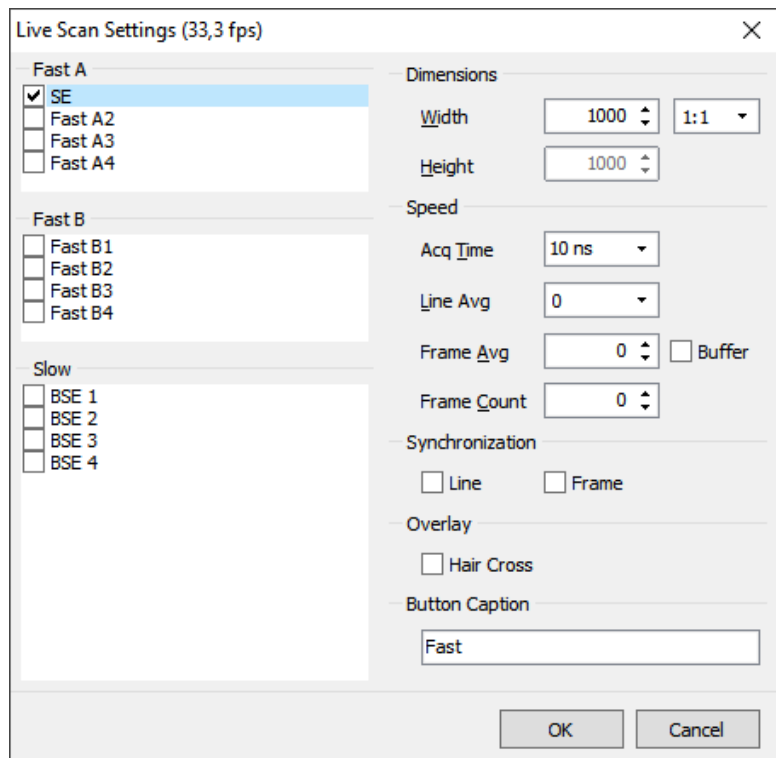 Live Scan Settings (33,3 fps)
Fast A
SE
Fast A2
Fast A3
Fast A4
Fast B
Fast B1
Fast B2
Fast B3
Fast B4
Slow
BSE 1
BSE 2
BSE 3
BSE 4
Dimensions
Width 1000 1:1
Height 1000
Speed
Acq Time 10 ns
Line Avg 0
Frame Avg 0 Buffer
Frame Count 0
Synchronization
Line Frame
Overlay
Hair Cross
Button Caption
Fast
OK Cancel